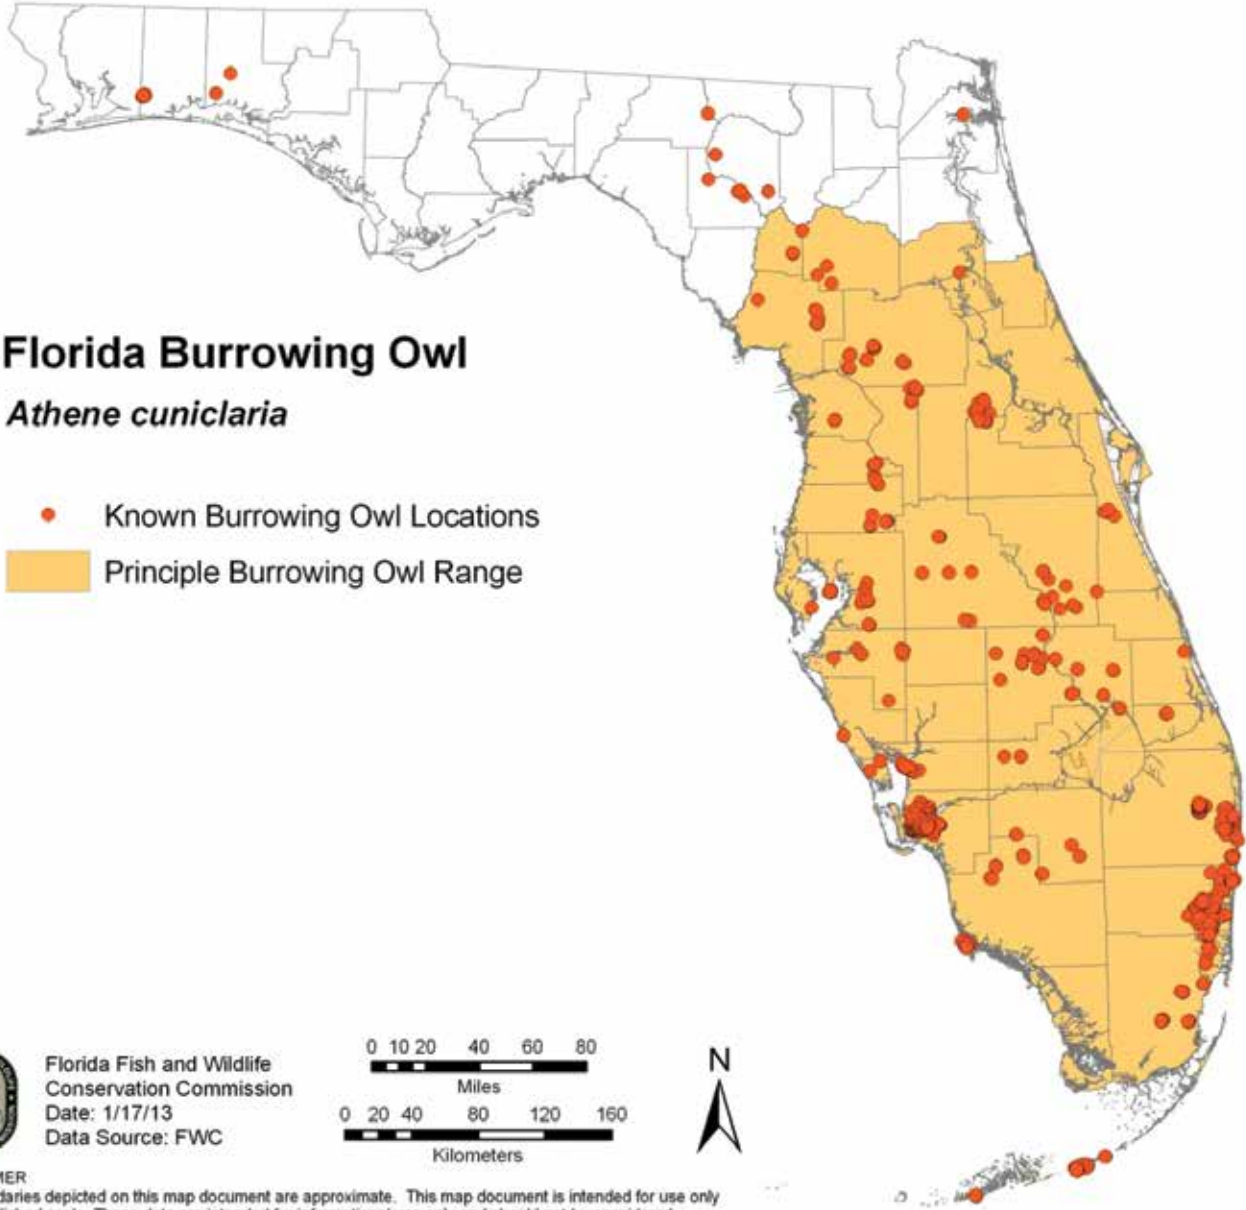 Florida Burrowing Owl
Athene cuniclaria
Known Burrowing Owl Locations
Principle Burrowing Owl Range
Florida Fish and Wildlife
Conservation Commission
Date: 1/17/13
Data Source: FWC
0 10 20 40 60 80
Miles
0 20 40 80 120 160
Kilometers
N
depicted on this map document are approximate. This map document is intended for use only